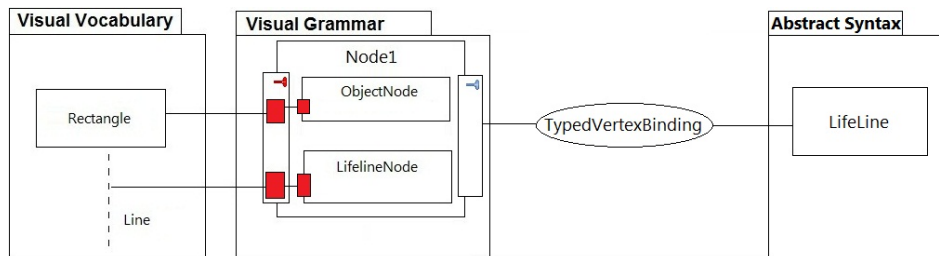 Visual Vocabulary
Visual Grammar
Abstract Syntax
Node1
ObjectNode
Rectangle
TypedVertexBinding
LifeLine
LifelineNode
Line